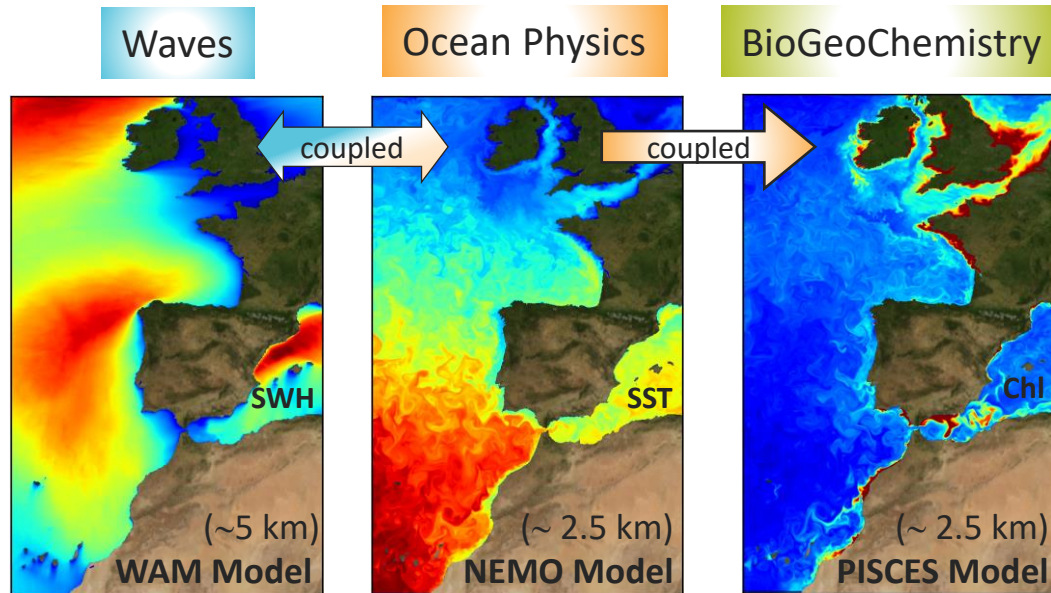 Waves
Ocean Physics
BioGeoChemistry
coupled
coupled
SWH
SST
Chl
(~5 km)
WAM Model
(~ 2.5 km)
NEMO Model
(~ 2.5 km)
PISCES Model